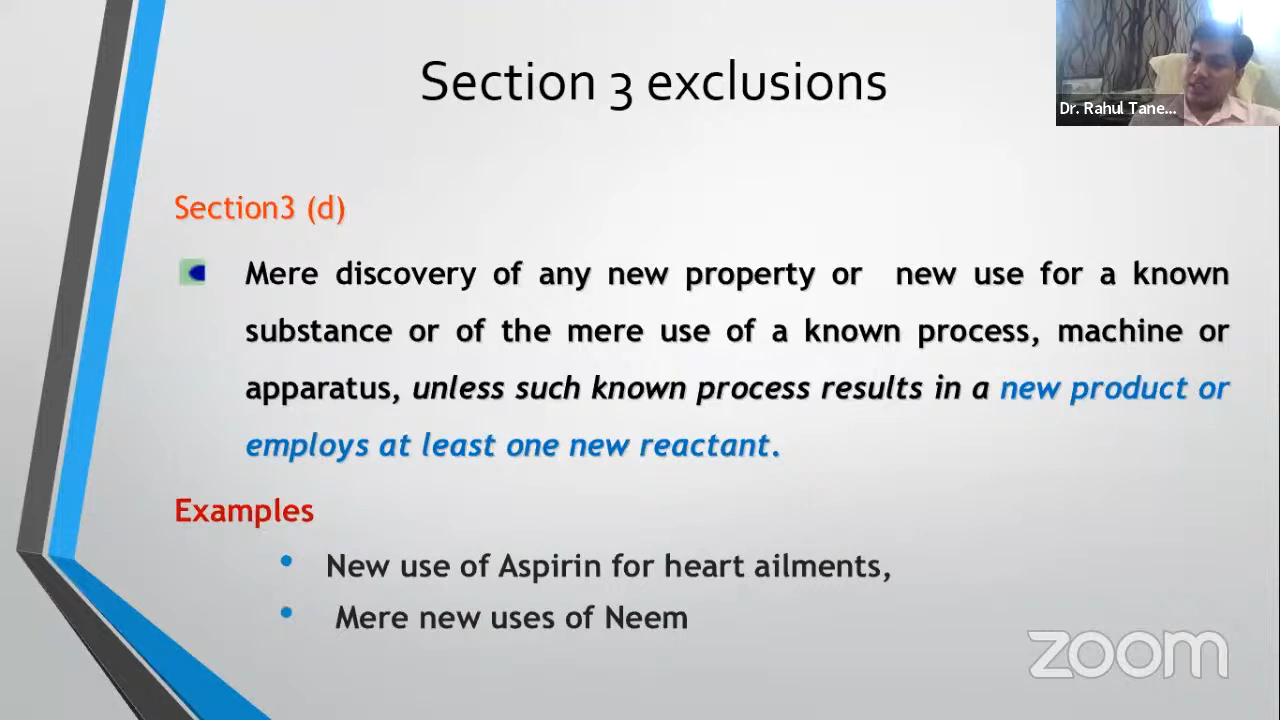 Section 3 exclusions
Dr. Rahul Tane...
Section3 (d)
Mere discovery of any new property or new use for a known
substance or of the mere use of a known process, machine or
apparatus, unless such known process results in a new product or
employs at least one new reactant.
Examples
New use of Aspirin for heart ailments,
Mere new uses of Neem
zoom